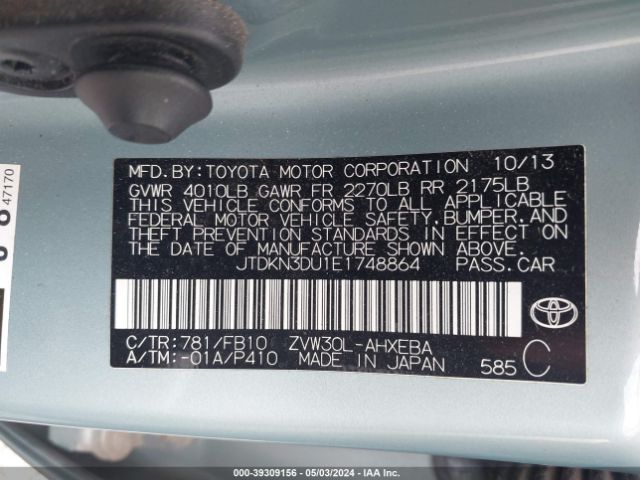 MFD.BY:TOYOTA MOTOR CORPORATION 10/13
GVWR 4010LB GAWR FR 2270LB RR 2175LB
THIS VEHICLE CONFORMS TO ALL APPLICABLE
FEDERAL MOTOR VEHICLE SAFETY,BUMPER,AND
THEFT PREVENTION STANDARDS IN EFFECT ON
THE DATE OF MANUFACTURE SHOWN ABOVE.
JTDKN3DU1E1748864 PASS.CAR
C/TR:781/FB10 ZVW30L-AHXEBA
A/TM:-01A/P410 MADE IN JAPAN 585 C
47170
000-39309156 - 05/03/2024 - IAAI.COM